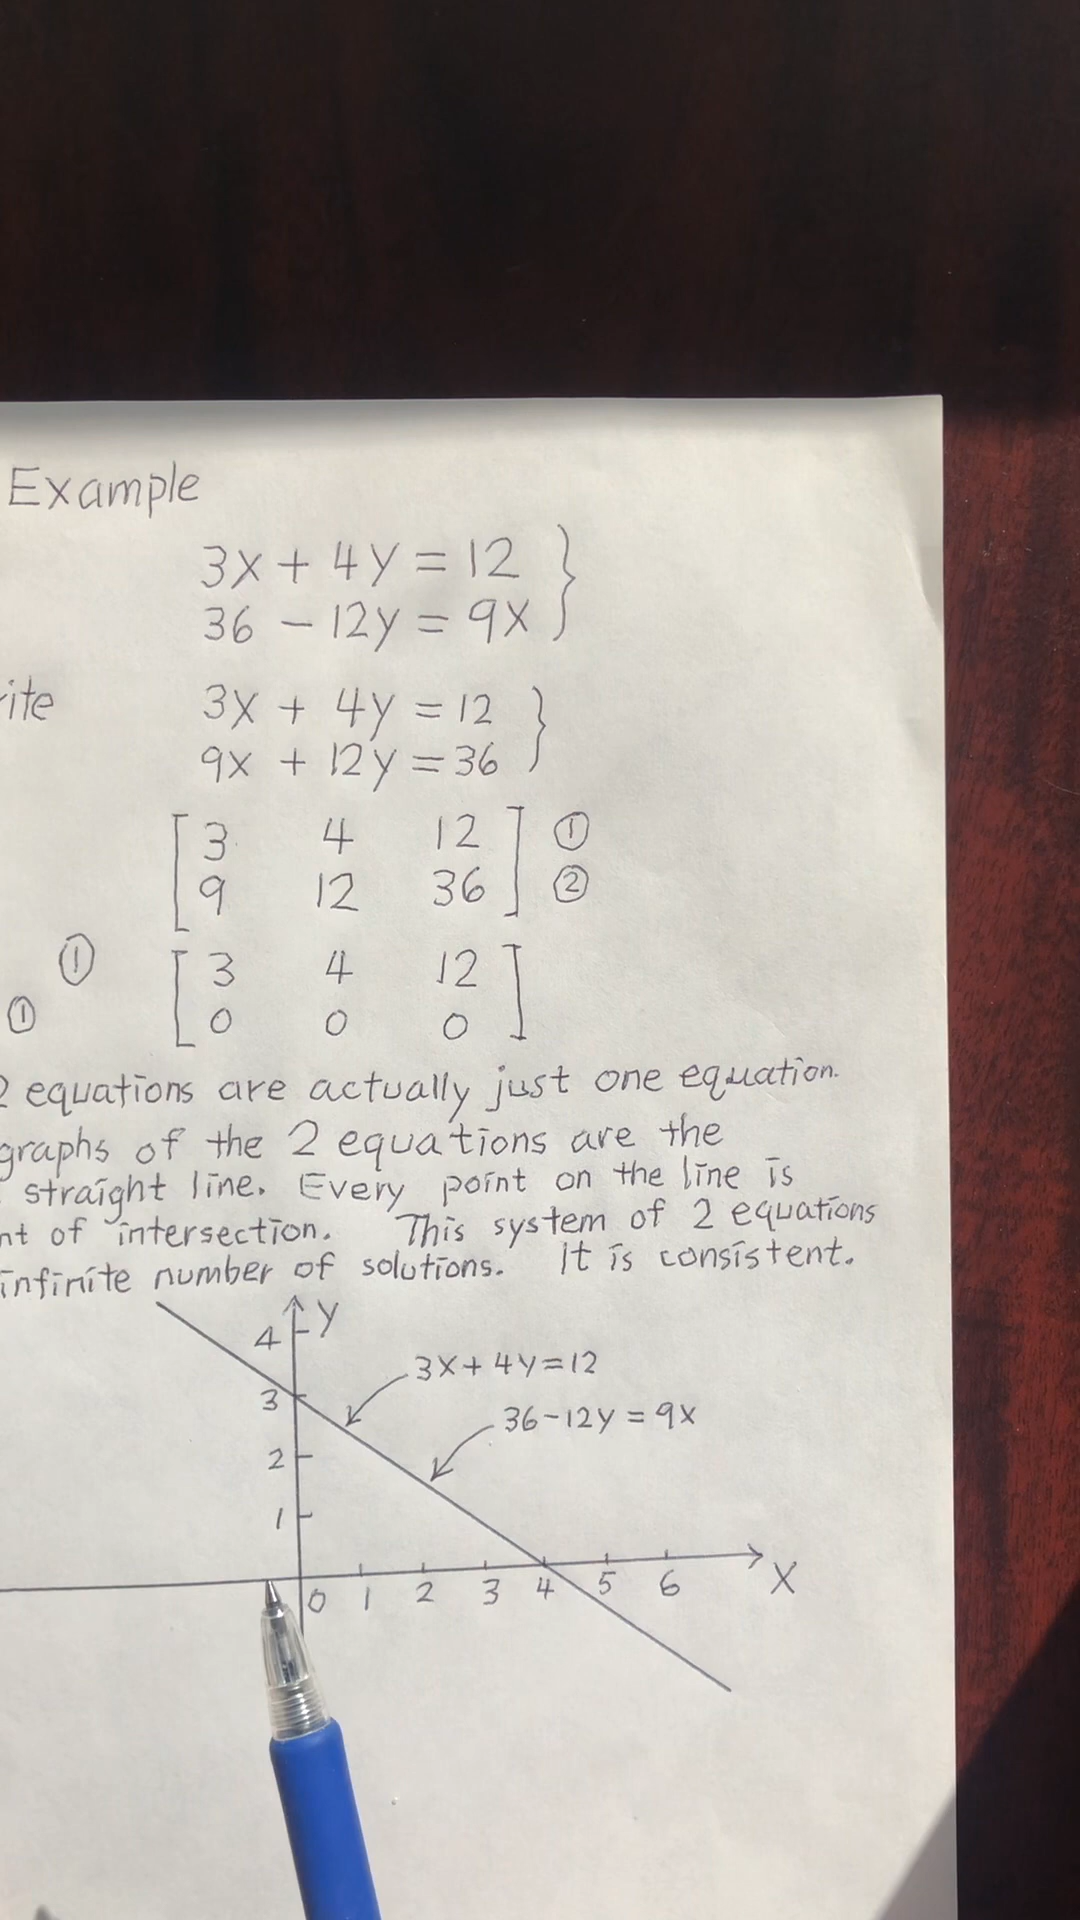 Example
3x + 4y = 12 }
36 - 12y = 9x
3x + 4y = 12 }
9x + 12y = 36
[ 3 4 12 ] ①
9 12 36 ②
① [ 3 4 12 ]
① 0 0 0
2 equations are actually just one equation.
graphs of the 2 equations are the
straight line. Every point on the line is
of intersection. This system of 2 equations
infinite number of solutions. It is consistent.
Y
4
3x + 4y = 12
3
36 - 12y = 9x
2
1
0 1 2 3 4 5 6 X